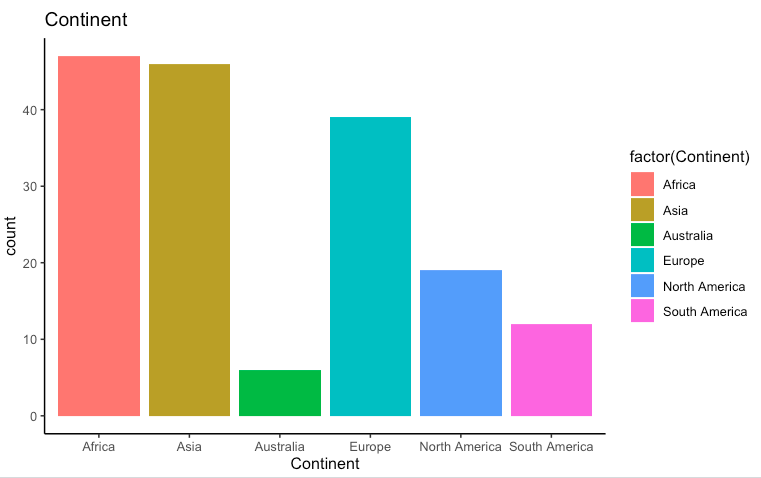 Continent
count
40
30
20
10
0
Africa Asia Australia Europe North America South America
Continent
factor(Continent)
Africa
Asia
Australia
Europe
North America
South America